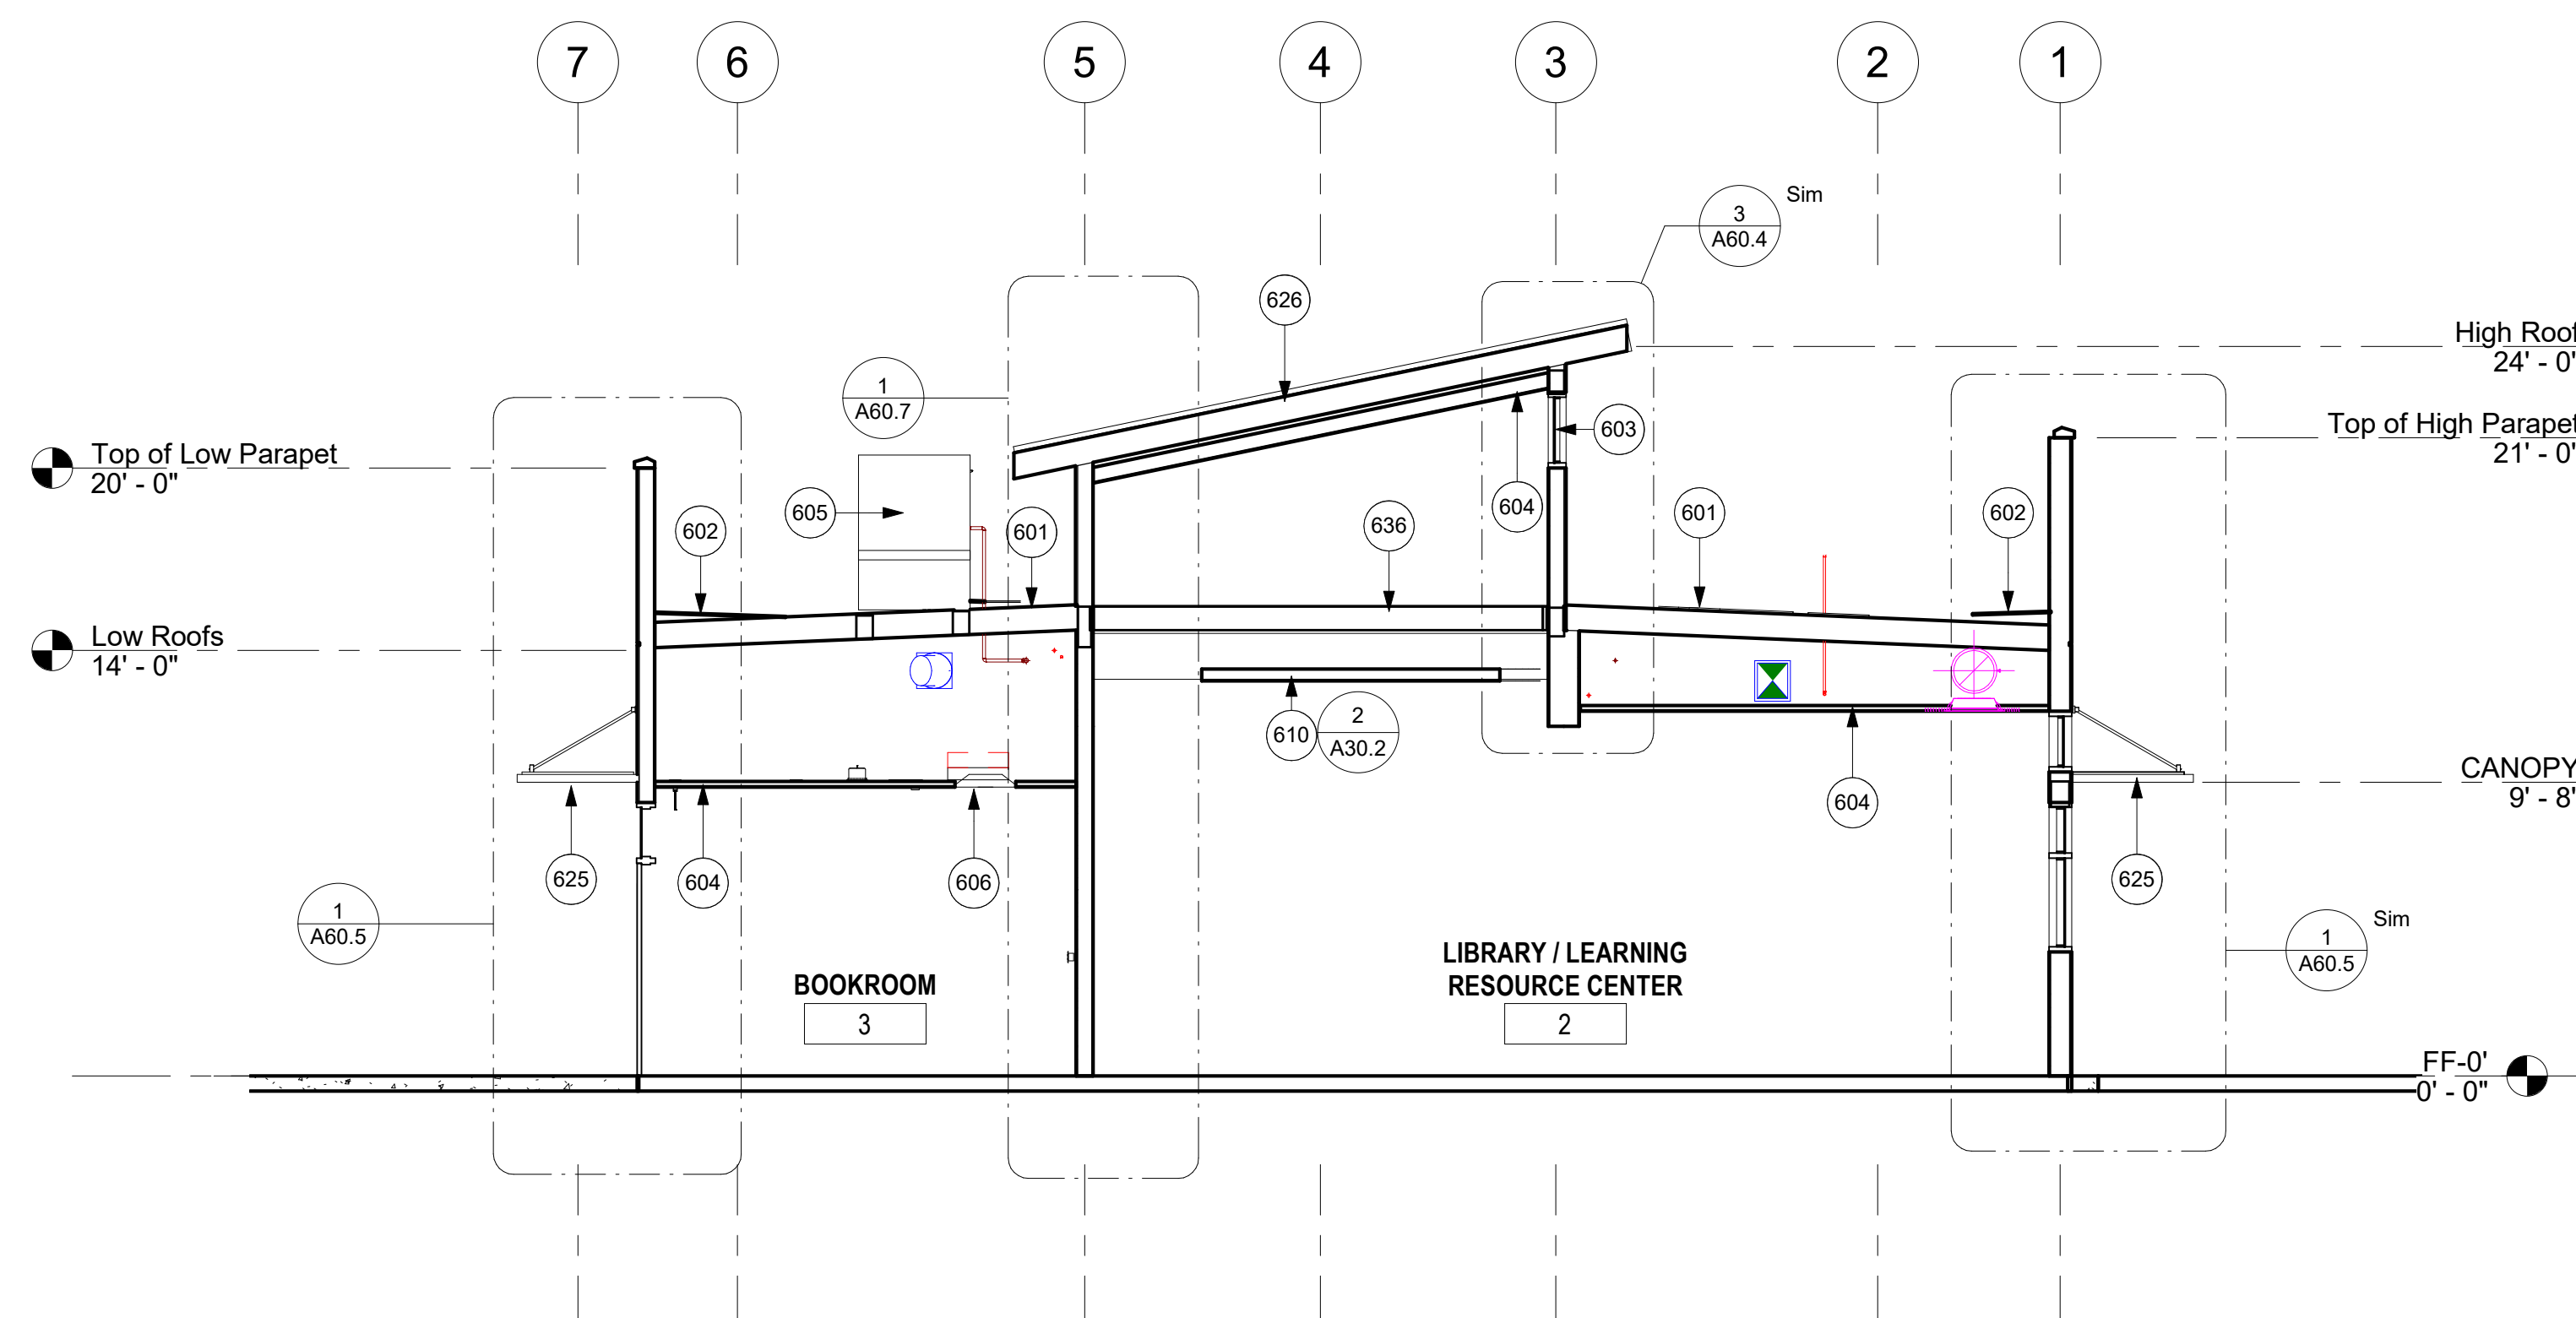 7
6
5
4
3
2
1
3
A60.4
Sim
626
High Roof
24' - 0"
1
A60.7
603
Top of High Parapet
21' - 0"
Top of Low Parapet
20' - 0"
605
604
602
601
636
601
602
Low Roofs
14' - 0"
610
2
A30.2
CANOPY
9' - 8"
604
625
604
606
625
1
A60.5
1
A60.5
Sim
BOOKROOM
3
LIBRARY / LEARNING
RESOURCE CENTER
2
FF-0'
0' - 0"